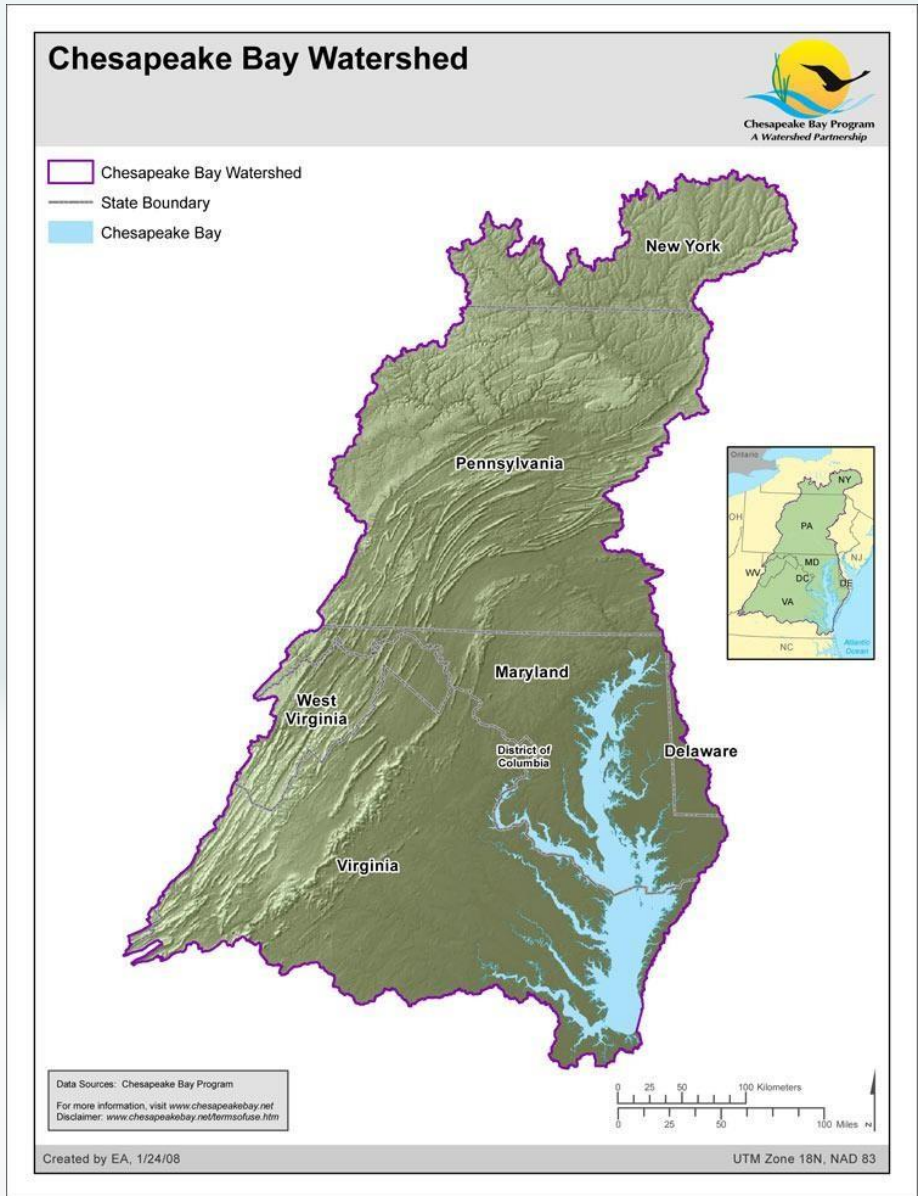 Chesapeake Bay Watershed
Chesapeake Bay Program
A Watershed Partnership
Chesapeake Bay Watershed
State Boundary
Chesapeake Bay
New York
Pennsylvania
Maryland
West
Virginia
District of
Columbia
Delaware
Virginia
Ontario
NY
OH
PA
NJ
MD
WV
DC
DE
VA
NC
Atlantic
Ocean
Data Sources: Chesapeake Bay Program
For more information, visit www.chesapeakebay.net
Disclaimer: www.chesapeakebay.net/termsofuse.htm
0 25 50 100 Kilometers
0 25 50 100 Miles
N
Created by EA, 1/24/08
UTM Zone 18N, NAD 83